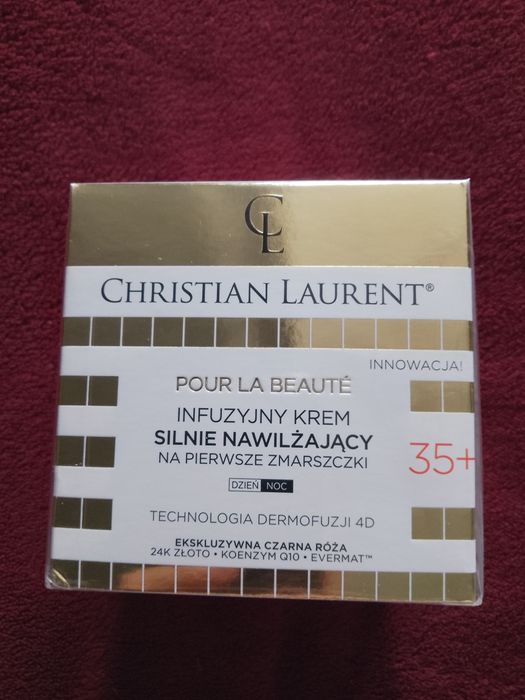 CL
CHRISTIAN LAURENT®
INNOWACJA!
POUR LA BEAUTÉ
INFUZYJNY KREM
SILNIE NAWILŻAJĄCY
NA PIERWSZE ZMARSZCZKI
35+
DZIEŃ NOC
TECHNOLOGIA DERMOFUZJI 4D
EKSKLUZYWNA CZARNA RÓŻA
24K ZŁOTO • KOENZYM Q10 • EVERMAT™